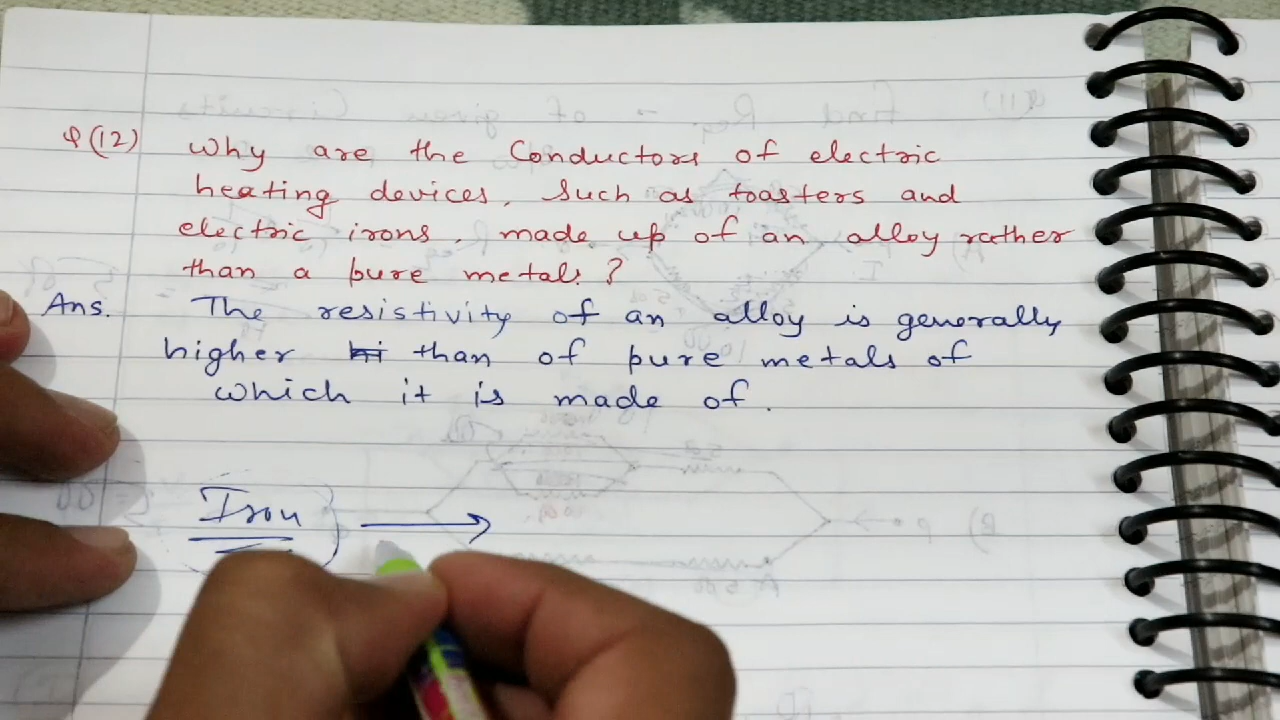 Q(12) Why are the Conductors of electric
heating devices, such as toasters and
electric irons, made up of an alloy rather
than a pure metals?
Ans. The resistivity of an alloy is generally
higher than of pure metals of
which it is made of.
Iron